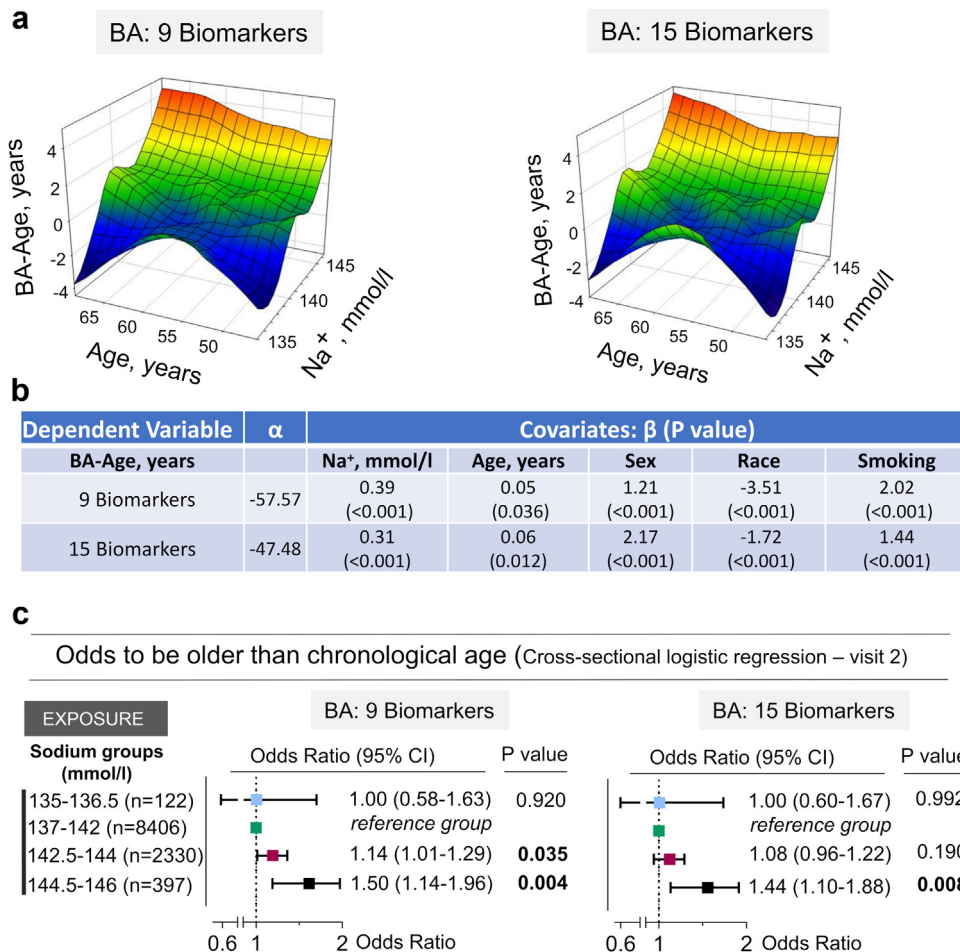 a
BA: 9 Biomarkers
BA: 15 Biomarkers
BA-Age, years
4
2
0
-2
-4
65
60
55
50
Age, years
135
140
145
Na+, mmol/l
BA-Age, years
4
2
0
-2
-4
65
60
55
50
Age, years
135
140
145
Na+, mmol/l
b
Dependent Variable α Covariates: β (P value)
BA-Age, years Na⁺, mmol/l Age, years Sex Race Smoking
9 Biomarkers -57.57 0.39 0.05 1.21 -3.51 2.02
(<0.001) (0.036) (<0.001) (<0.001) (<0.001)
15 Biomarkers -47.48 0.31 0.06 2.17 -1.72 1.44
(<0.001) (0.012) (<0.001) (<0.001) (<0.001)
c
Odds to be older than chronological age (Cross-sectional logistic regression – visit 2)
EXPOSURE
BA: 9 Biomarkers
BA: 15 Biomarkers
Sodium groups
(mmol/l)
Odds Ratio (95% CI) P value
Odds Ratio (95% CI) P value
135-136.5 (n=122) 1.00 (0.58-1.63) 0.920 1.00 (0.60-1.67) 0.992
137-142 (n=8406) reference group reference group
142.5-144 (n=2330) 1.14 (1.01-1.29) 0.035 1.08 (0.96-1.22) 0.190
144.5-146 (n=397) 1.50 (1.14-1.96) 0.004 1.44 (1.10-1.88) 0.008
0.6 1 2 Odds Ratio
0.6 1 2 Odds Ratio